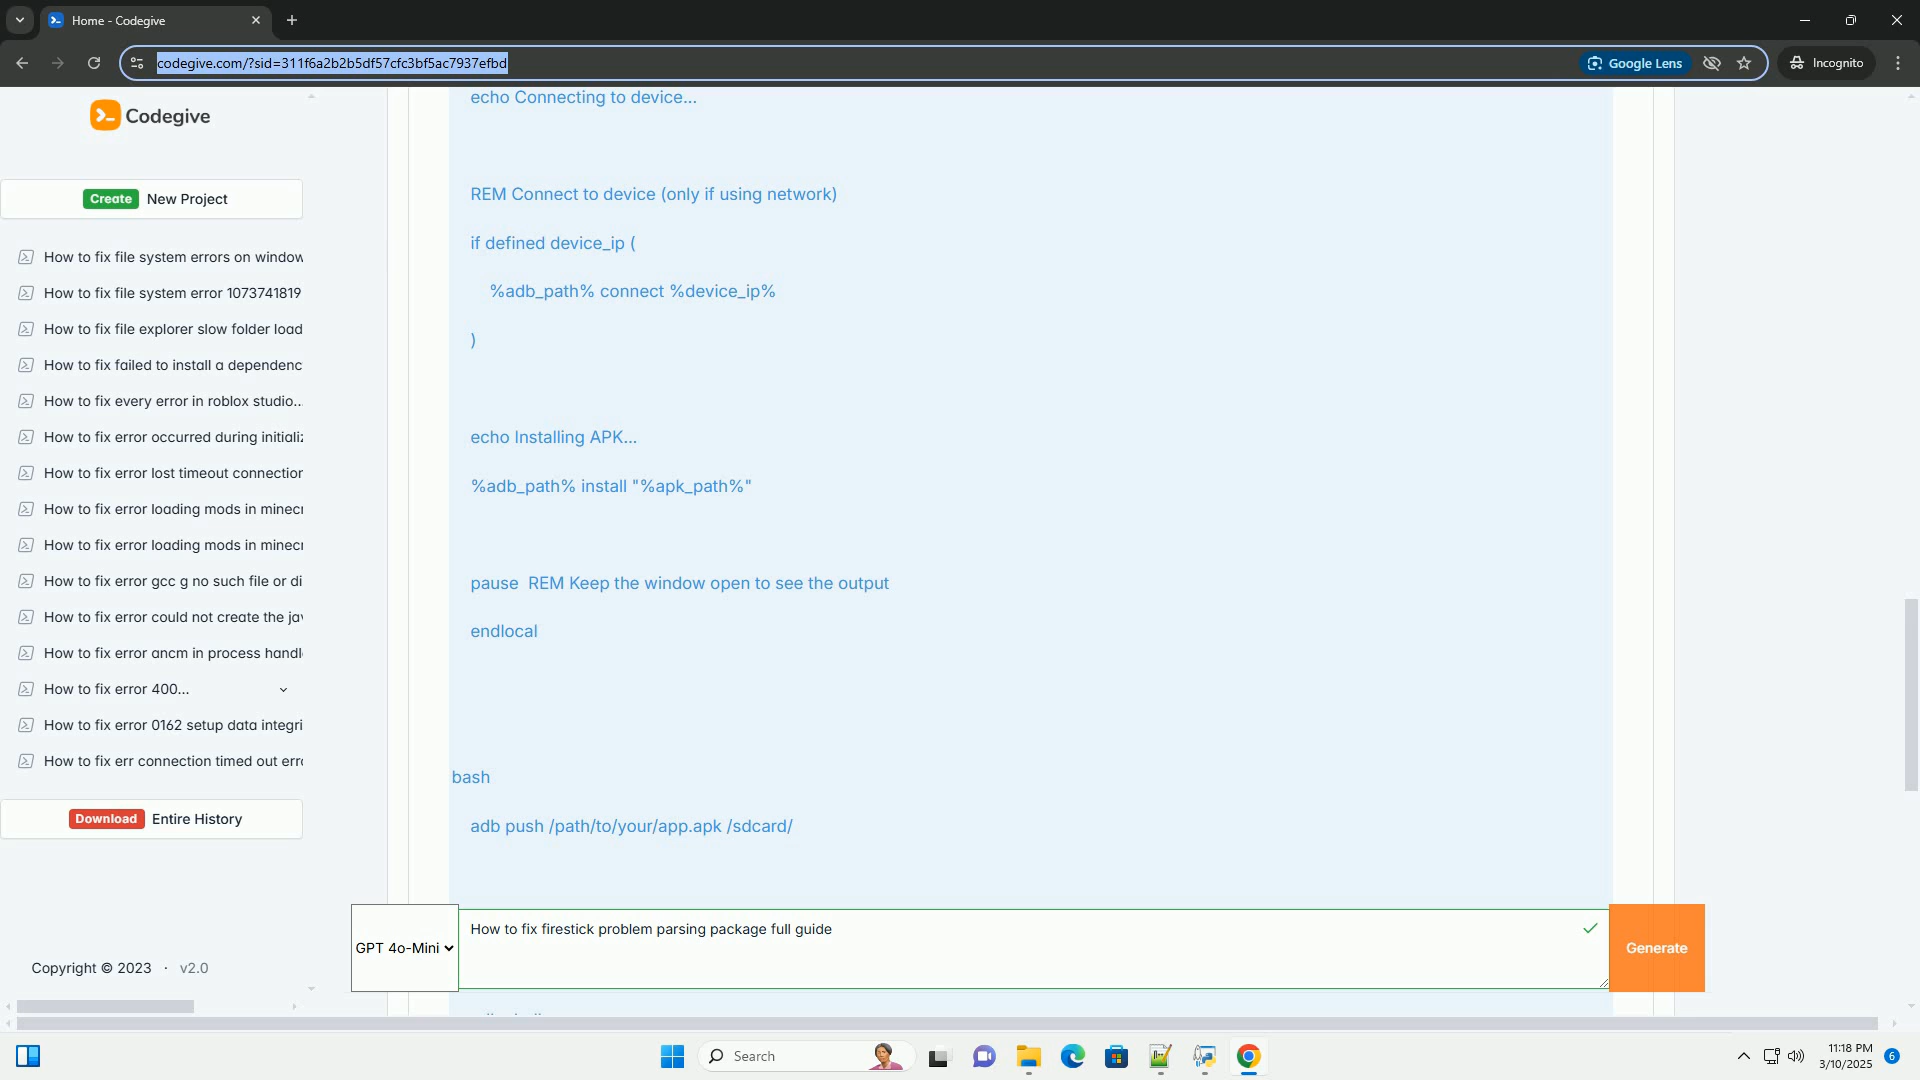 Home - Codegive
codegive.com/?sid=311f6a2b2b5df57cfc3bf5ac7937efbd
Google Lens
Incognito
Codegive
Create New Project
How to fix file system errors on window
How to fix file system error 1073741819
How to fix file explorer slow folder load
How to fix failed to install a dependenc
How to fix every error in roblox studio...
How to fix error occurred during initializ
How to fix error lost timeout connection
How to fix error loading mods in minecr
How to fix error loading mods in minecr
How to fix error gcc g no such file or di
How to fix error could not create the jav
How to fix error ancm in process handl
How to fix error 400...
How to fix error 0162 setup data integri
How to fix err connection timed out erro
Download Entire History
Copyright © 2023 · v2.0
echo Connecting to device...
REM Connect to device (only if using network)
if defined device_ip (
%adb_path% connect %device_ip%
)
echo Installing APK...
%adb_path% install "%apk_path%"
pause REM Keep the window open to see the output
endlocal
bash
adb push /path/to/your/app.apk /sdcard/
GPT 4o-Mini
How to fix firestick problem parsing package full guide
Generate
Search
11:18 PM
3/10/2025
6